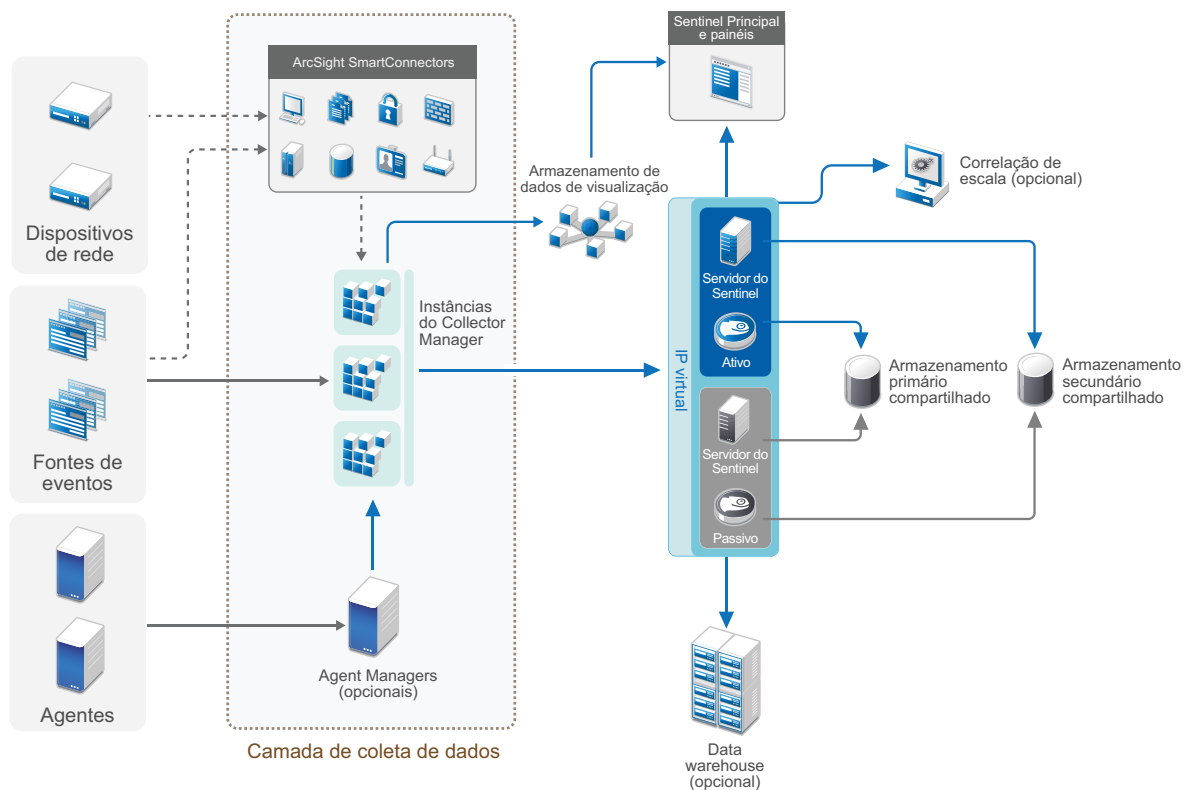 Sentinel Principal
e painéis
ArcSight SmartConnectors
Dispositivos
de rede
Armazenamento de
dados de visualização
Correlação de
escala (opcional)
Instâncias
do Collector
Manager
Fontes de
eventos
IP virtual
Servidor do
Sentinel
Ativo
Servidor do
Sentinel
Passivo
Armazenamento
primário
compartilhado
Armazenamento
secundário
compartilhado
Agentes
Agent Managers
(opcionais)
Camada de coleta de dados
Data
warehouse
(opcional)